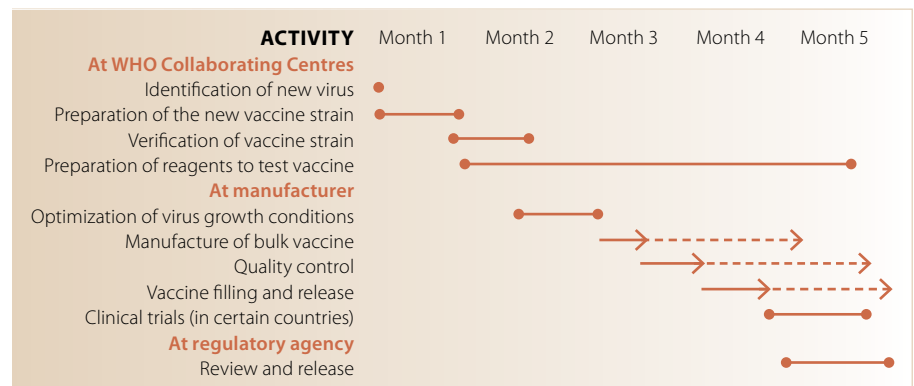 ACTIVITY Month 1 Month 2 Month 3 Month 4 Month 5
At WHO Collaborating Centres
Identification of new virus
Preparation of the new vaccine strain
Verification of vaccine strain
Preparation of reagents to test vaccine
At manufacturer
Optimization of virus growth conditions
Manufacture of bulk vaccine
Quality control
Vaccine filling and release
Clinical trials (in certain countries)
At regulatory agency
Review and release